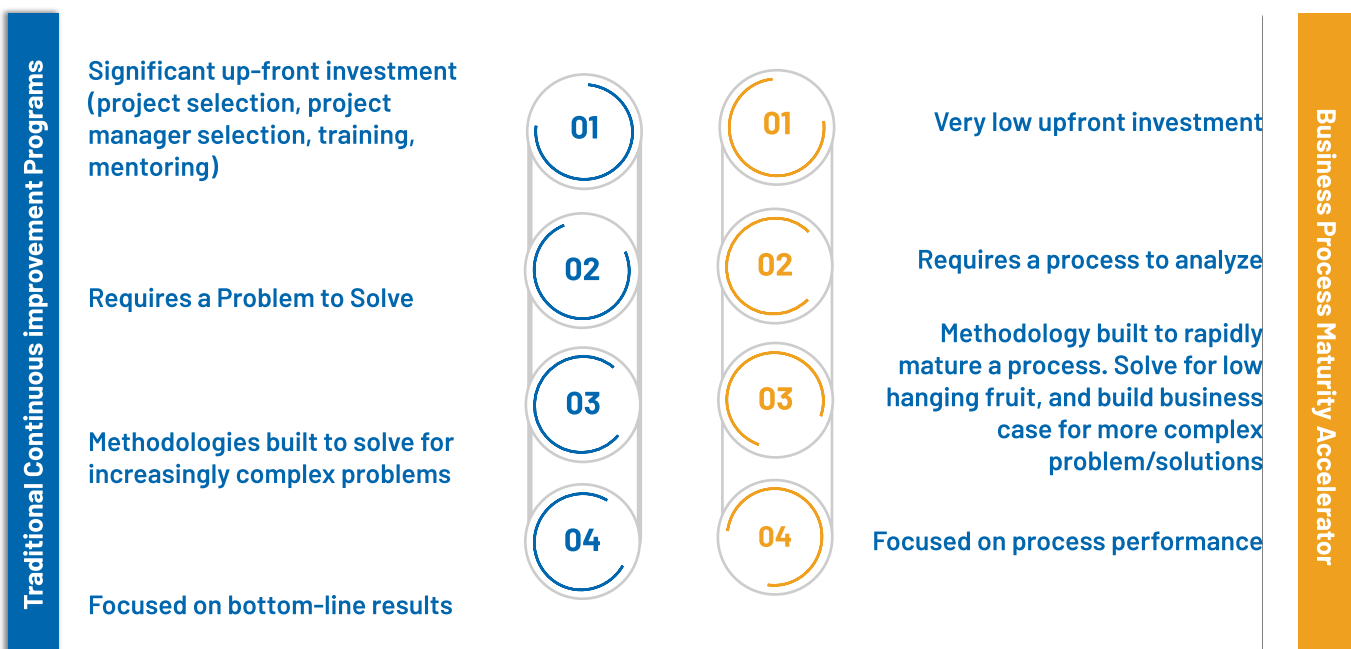 Traditional Continuous improvement Programs
Significant up-front investment
(project selection, project
manager selection, training,
mentoring)
Requires a Problem to Solve
Methodologies built to solve for
increasingly complex problems
Focused on bottom-line results
01
02
03
04
01
02
03
04
Very low upfront investment
Requires a process to analyze
Methodology built to rapidly
mature a process. Solve for low
hanging fruit, and build business
case for more complex
problem/solutions
Focused on process performance
Business Process Maturity Accelerator